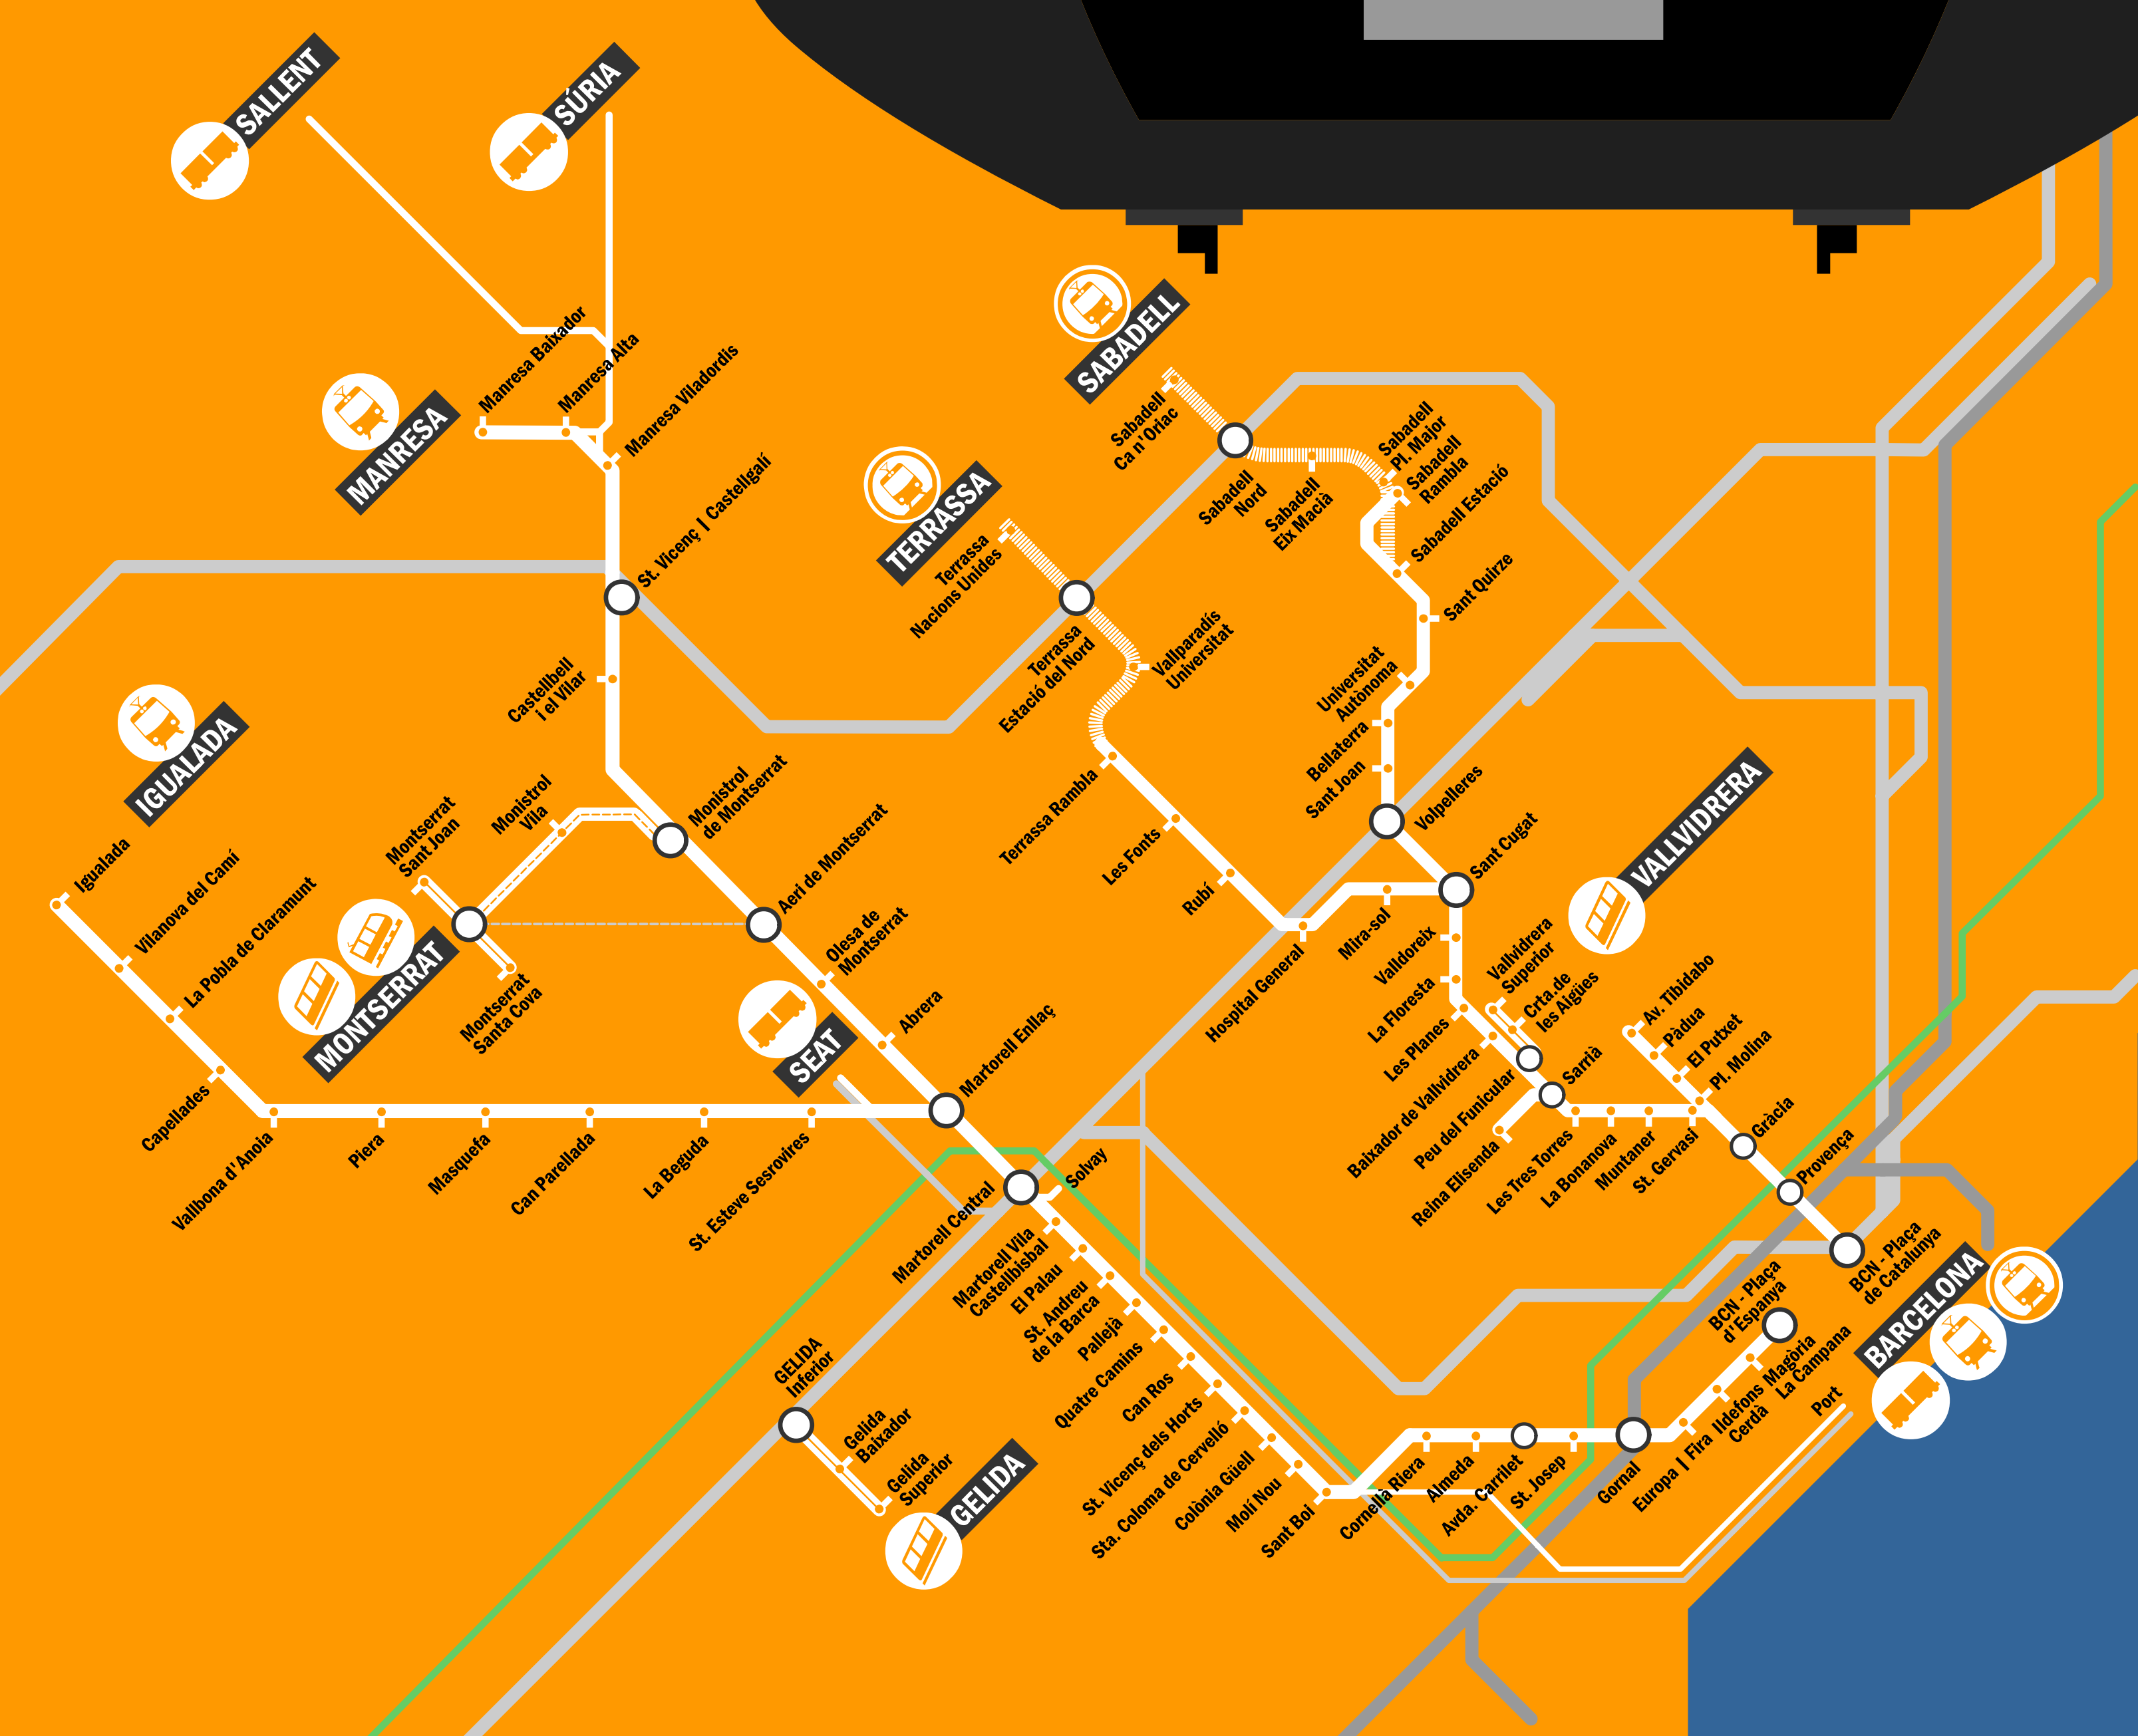 SALLENT
SÚRIA
Manresa Baixador
Manresa Alta
Manresa Viladordis
MANRESA
St. Vicenç | Castellgalí
Castellbell
i el Vilar
SABADELL
Sabadell
Ca n'Oriac
Sabadell
Nord
Sabadell
Eix Macià
Sabadell
Pl. Major
Sabadell
Rambla
Sabadell Estació
Sant Quirze
Universitat
Autònoma
Bellaterra
Sant Joan
Volpelleres
Sant Cugat
TERRASSA
Terrassa
Nacions Unides
Terrassa
Estació del Nord
Vallparadís
Universitat
Terrassa Rambla
Les Fonts
Rubí
Hospital General
Mira-sol
Valldoreix
La Floresta
Les Planes
Baixador de Vallvidrera
Peu del Funicular
Reina Elisenda
VALLVIDRERA
Vallvidrera
Superior
Crta.de
les Aigües
Sarrià
Les Tres Torres
La Bonanova
Muntaner
St. Gervasi
Av. Tibidabo
Pàdua
El Putxet
Pl. Molina
Gràcia
Provença
BCN - Plaça
de Catalunya
BARCELONA
IGUALADA
Igualada
Vilanova del Camí
La Pobla de Claramunt
Capellades
Vallbona d'Anoia
Piera
Masquefa
Can Parellada
La Beguda
St. Esteve Sesrovires
Montserrat
Sant Joan
Monistrol
Vila
Monistrol
de Montserrat
MONTSERRAT
Montserrat
Santa Cova
Aeri de Montserrat
Olesa de
Montserrat
Abrera
SEAT
Martorell Enllaç
Martorell Central
Solvay
Martorell Vila
Castellbisbal
El Palau
St. Andreu
de la Barca
Pallejà
Quatre Camins
Can Ros
St. Vicenç dels Horts
Sta. Coloma de Cervelló
Colònia Güell
Molí Nou
Sant Boi
Cornellà Riera
Almeda
Avda. Carrilet
St. Josep
Gornal
Europa | Fira
Ildefons
Cerdà
Magòria
La Campana
BCN - Plaça
d'Espanya
Port
GELIDA
Inferior
Gelida
Baixador
Gelida
Superior
GELIDA